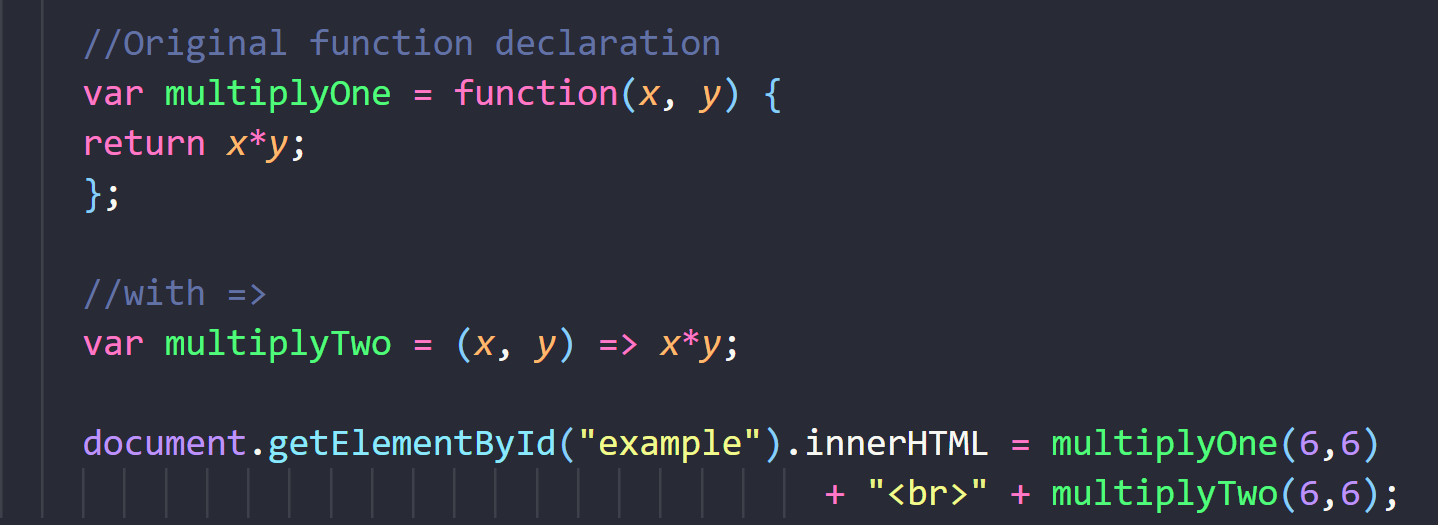 //Original function declaration
var multiplyOne = function(x, y) {
return x*y;
};
//with =>
var multiplyTwo = (x, y) => x*y;
document.getElementById("example").innerHTML = multiplyOne(6,6)
+ "<br>" + multiplyTwo(6,6);